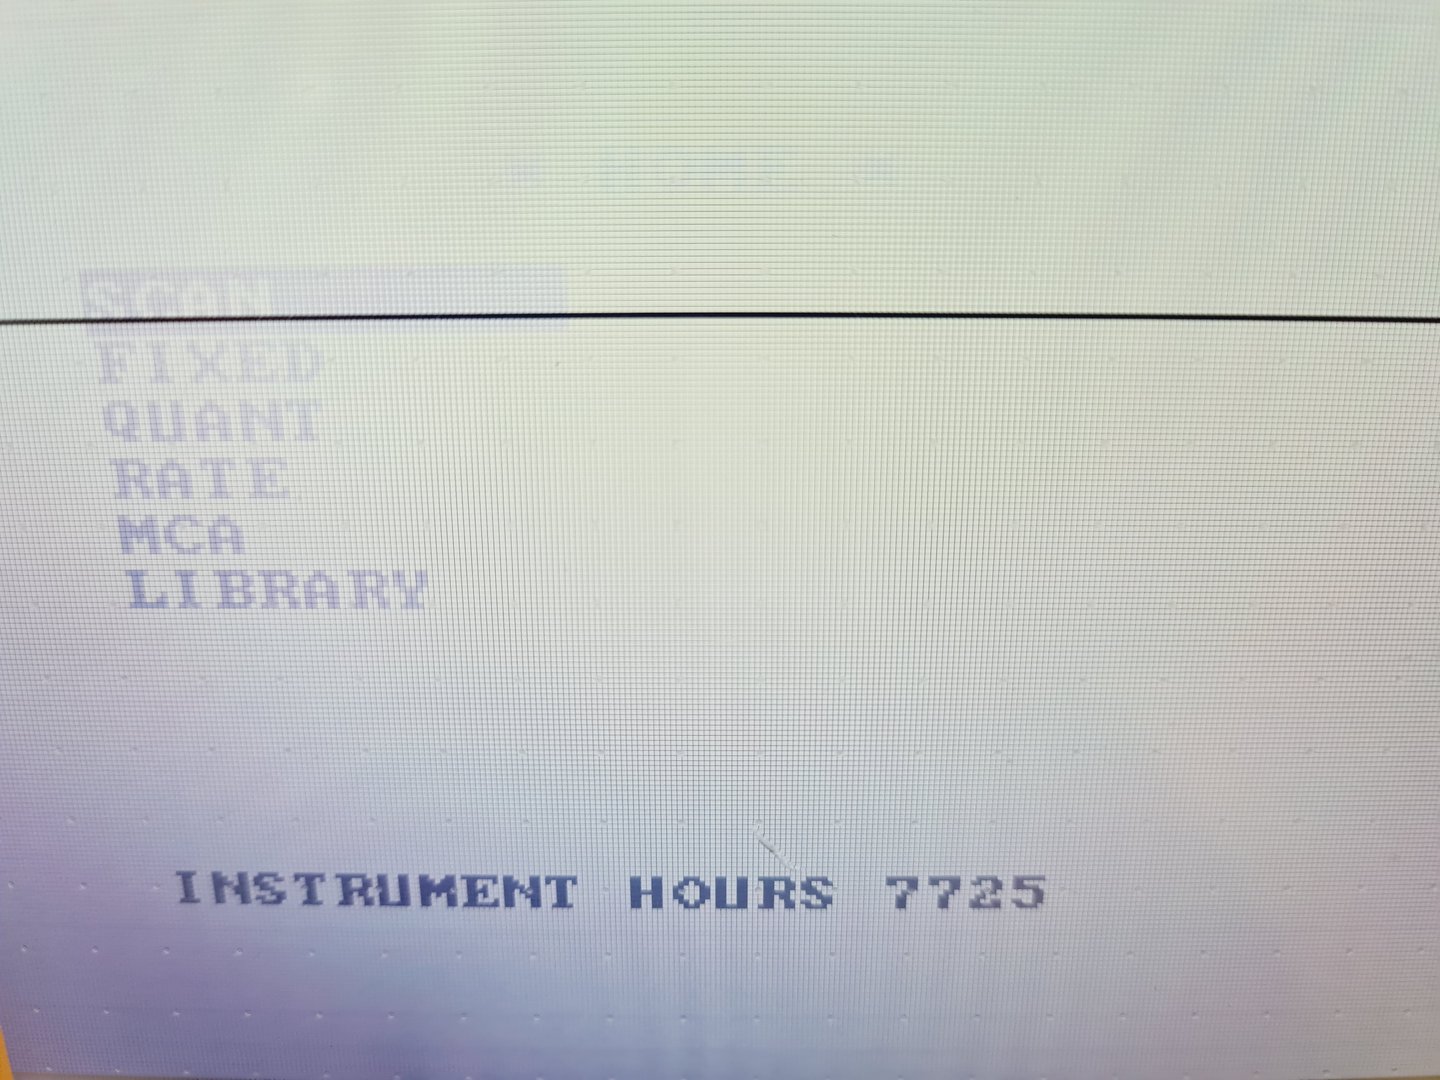 SCAN
FIXED
QUANT
RATE
MCA
LIBRARY
INSTRUMENT HOURS 7725